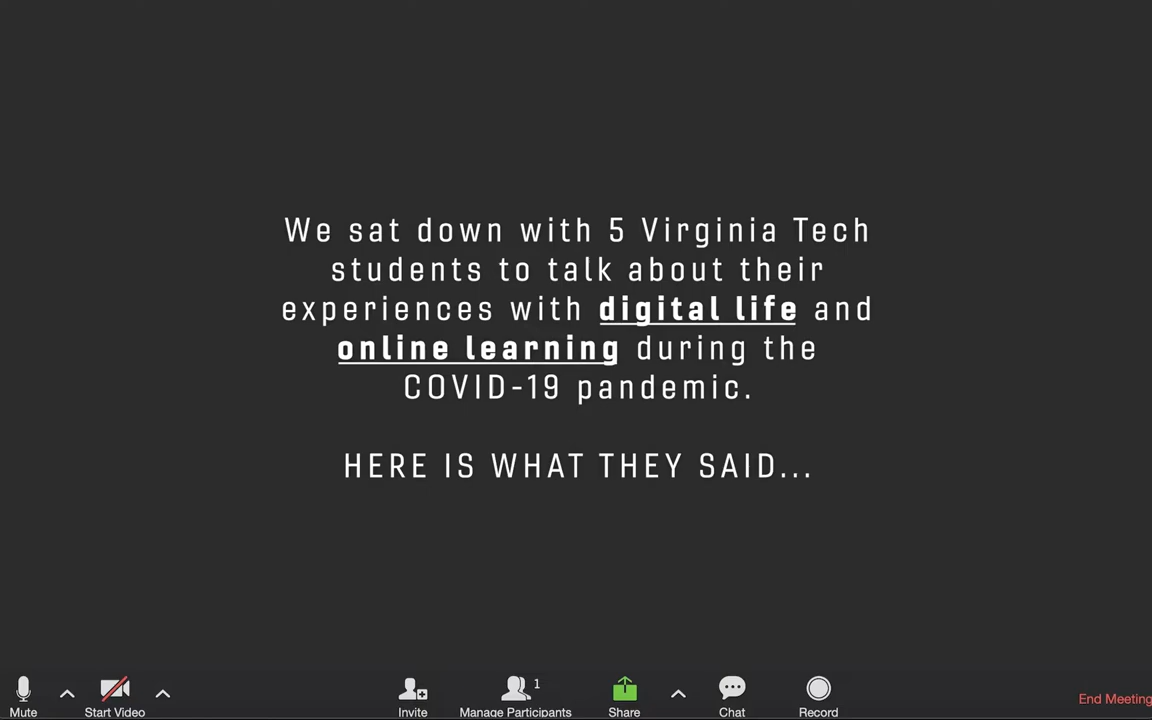 We sat down with 5 Virginia Tech
students to talk about their
experiences with digital life and
online learning during the
COVID-19 pandemic.
HERE IS WHAT THEY SAID...
1
Mute
Start Video
Invite
Manage Participants
Share
Chat
Record
End Meeting